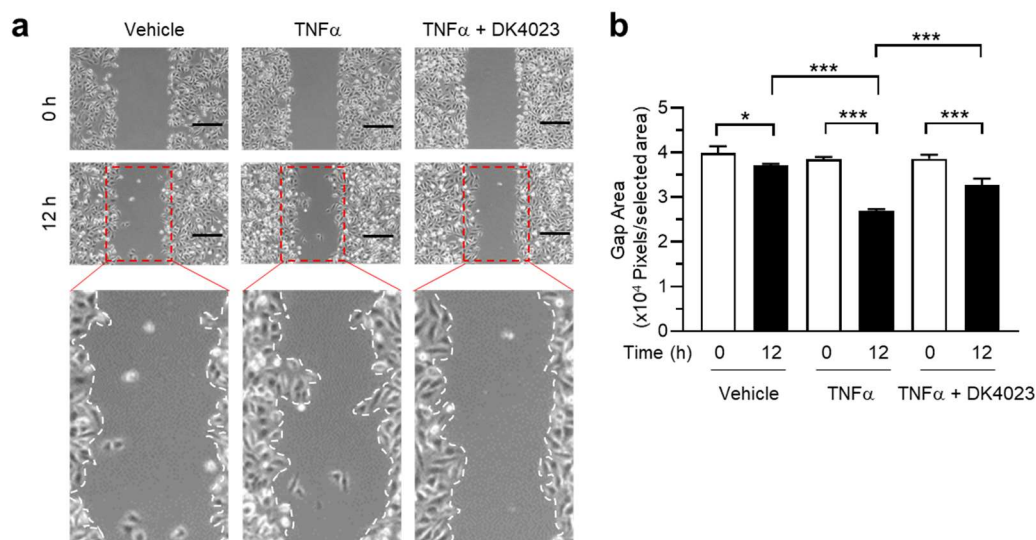 a
Vehicle
TNFα
TNFα + DK4023
0 h
12 h
b
***
***
*
***
***
Gap Area
(x10⁴ Pixels/selected area)
5
4
3
2
1
0
Time (h)
0
12
0
12
0
12
Vehicle
TNFα
TNFα + DK4023